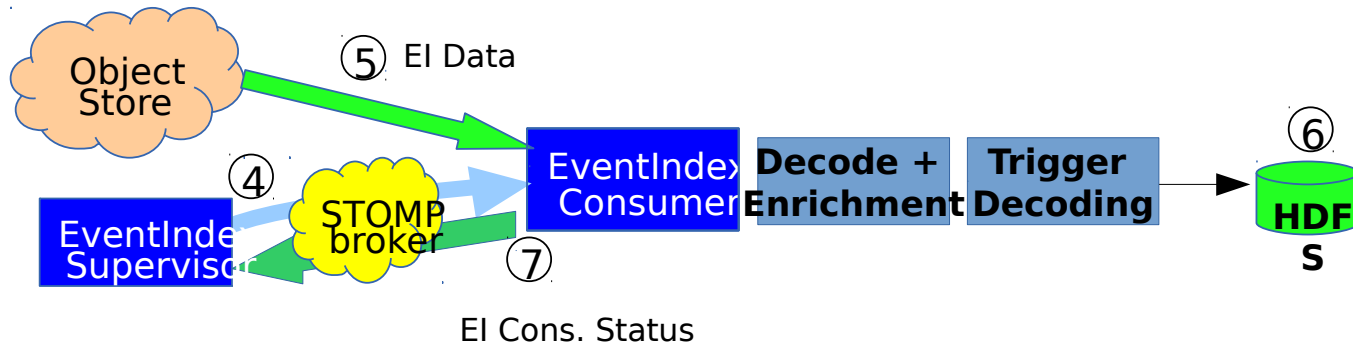 5
EI Data
Object
Store
6
4
EventIndex
Consumer
Decode +
Enrichment
Trigger
Decoding
STOMP
broker
HDF
S
EventIndex
Supervisor
7
EI Cons. Status